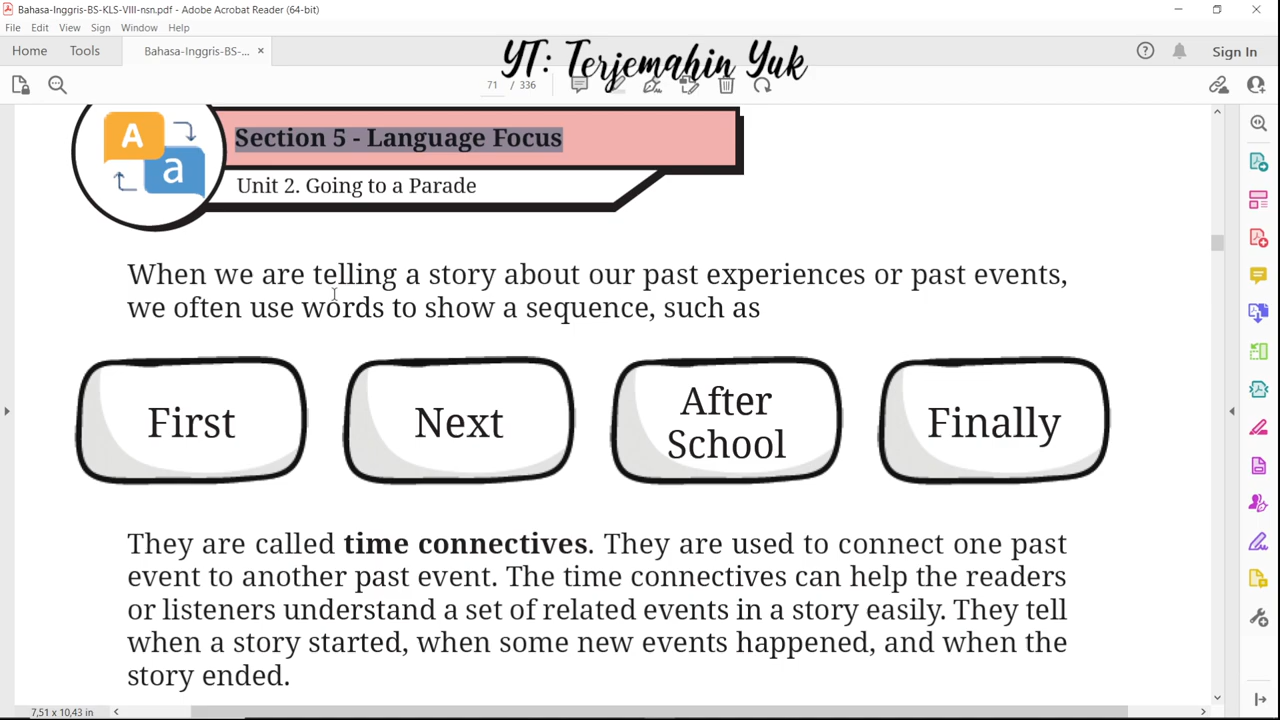 Bahasa-Inggris-BS-KLS-VIII-nsn.pdf - Adobe Acrobat Reader (64-bit)
File Edit View Sign Window Help
Home Tools Bahasa-Inggris-BS-... × Sign In
YT: Terjemahin Yuk
71 / 336
A
a
Section 5 - Language Focus
Unit 2. Going to a Parade
When we are telling a story about our past experiences or past events,
we often use words to show a sequence, such as
First
Next
After
School
Finally
They are called time connectives. They are used to connect one past
event to another past event. The time connectives can help the readers
or listeners understand a set of related events in a story easily. They tell
when a story started, when some new events happened, and when the
story ended.
7,51 x 10,43 in